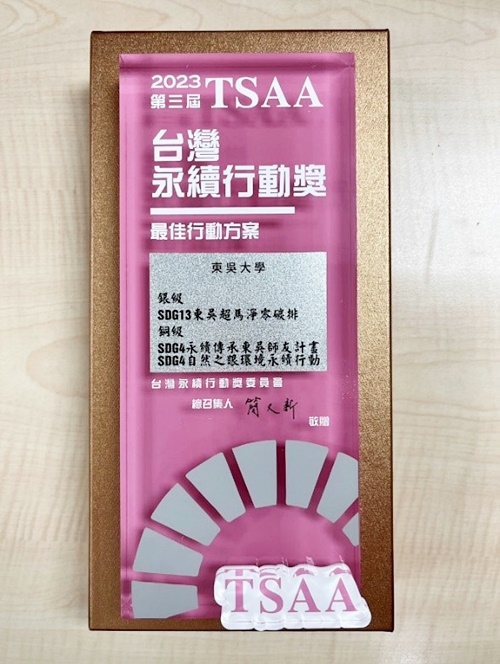 2023
第三屆 TSAA
台灣
永續行動獎
最佳行動方案
東吳大學
銀級
SDG13東吳超馬淨零碳排
銅級
SDG4永續傳承東吳師友計畫
SDG4自然之眼環境永續行動
台灣永續行動獎委員會
總召集人 簡又新
敬贈
TSAA